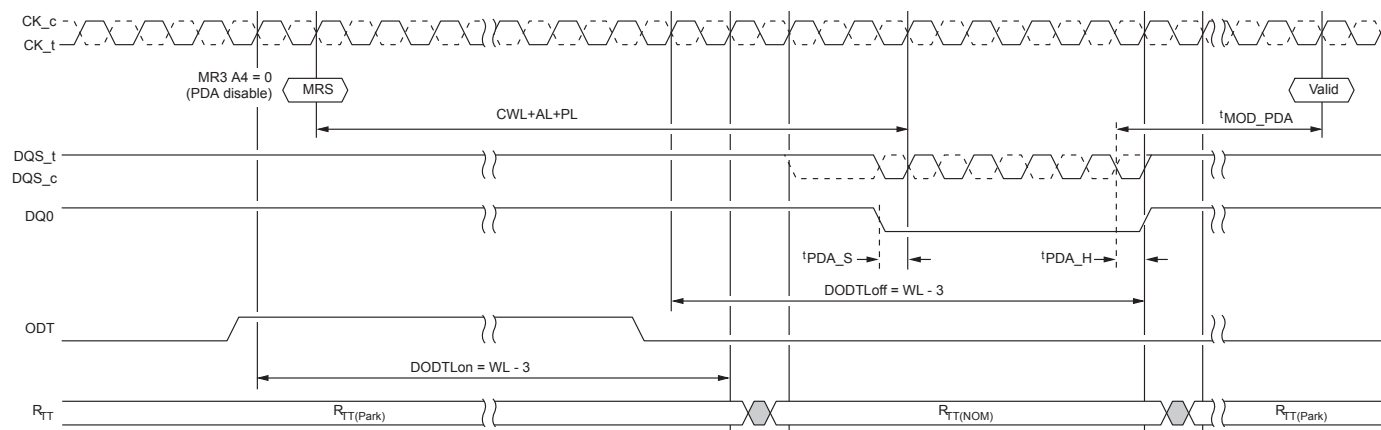 CK_c
CK_t
MR3 A4 = 0
(PDA disable)
MRS
Valid
CWL+AL+PL
tMOD_PDA
DQS_t
DQS_c
DQ0
tPDA_S
tPDA_H
DODTLoff = WL - 3
ODT
DODTLon = WL - 3
RTT
RTT(Park)
RTT(NOM)
RTT(Park)